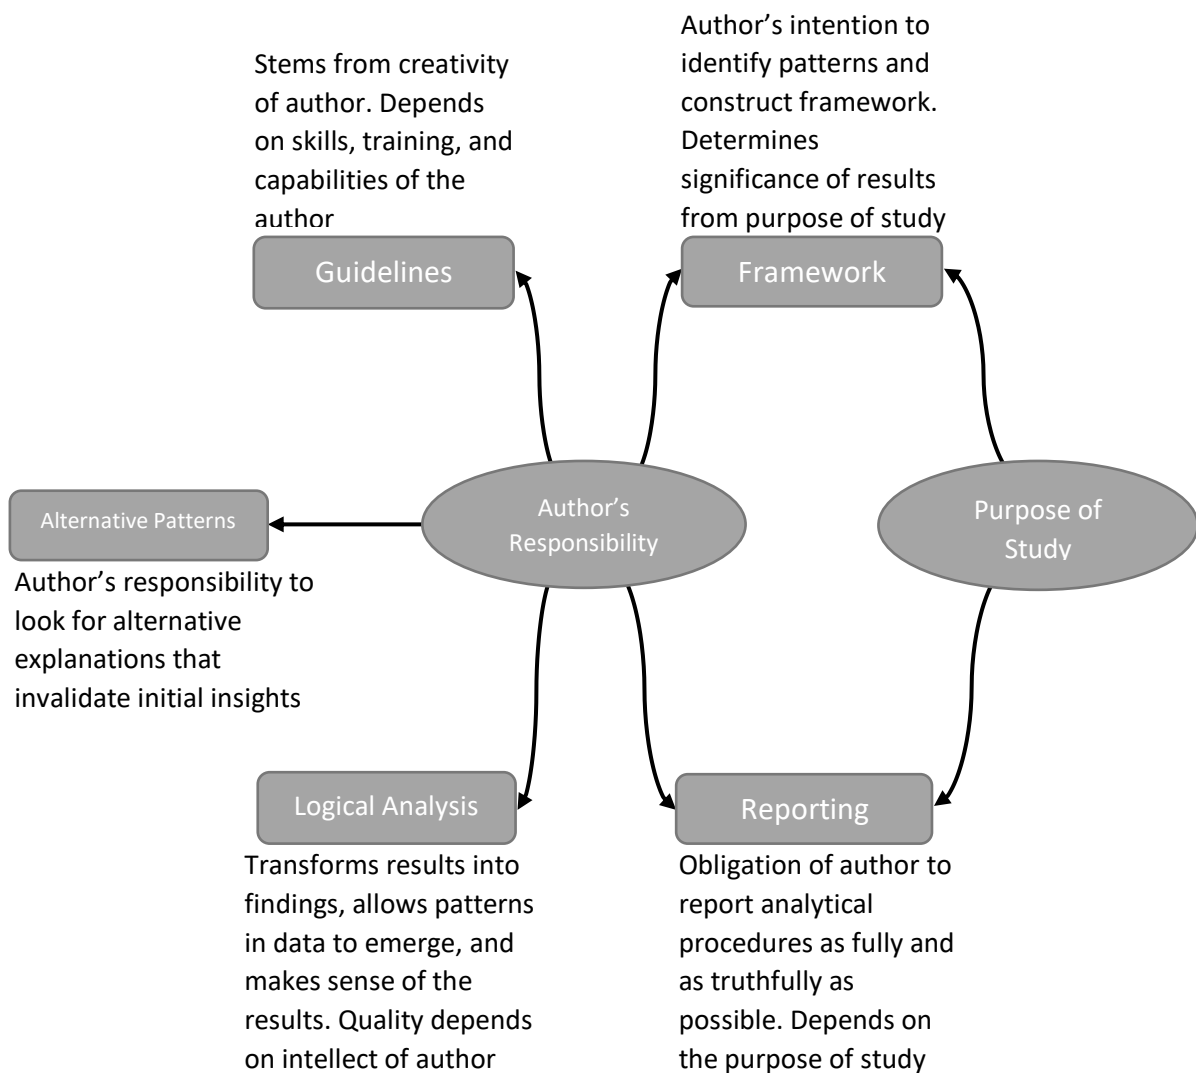 Stems from creativity
of author. Depends
on skills, training, and
capabilities of the
author
Guidelines
Author’s intention to
identify patterns and
construct framework.
Determines
significance of results
from purpose of study
Framework
Alternative Patterns
Author’s responsibility to
look for alternative
explanations that
invalidate initial insights
Author’s
Responsibility
Purpose of
Study
Logical Analysis
Transforms results into
findings, allows patterns
in data to emerge, and
makes sense of the
results. Quality depends
on intellect of author
Reporting
Obligation of author to
report analytical
procedures as fully and
as truthfully as
possible. Depends on
the purpose of study